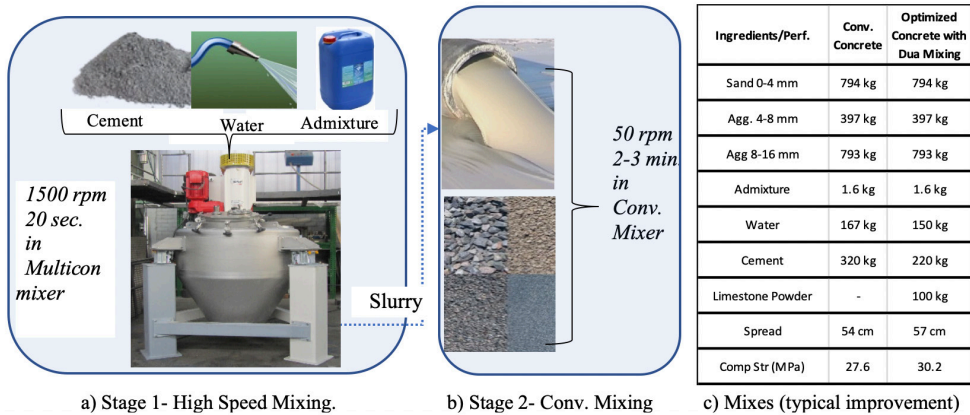 Cement
Water
Admixture
1500 rpm
20 sec.
in
Multicon
mixer
Slurry
50 rpm
2-3 min
in
Conv.
Mixer
a) Stage 1- High Speed Mixing.
b) Stage 2- Conv. Mixing
Ingredients/Perf. Conv. Concrete Optimized Concrete with Dua Mixing
Sand 0-4 mm 794 kg 794 kg
Agg. 4-8 mm 397 kg 397 kg
Agg 8-16 mm 793 kg 793 kg
Admixture 1.6 kg 1.6 kg
Water 167 kg 150 kg
Cement 320 kg 220 kg
Limestone Powder - 100 kg
Spread 54 cm 57 cm
Comp Str (MPa) 27.6 30.2
c) Mixes (typical improvement)